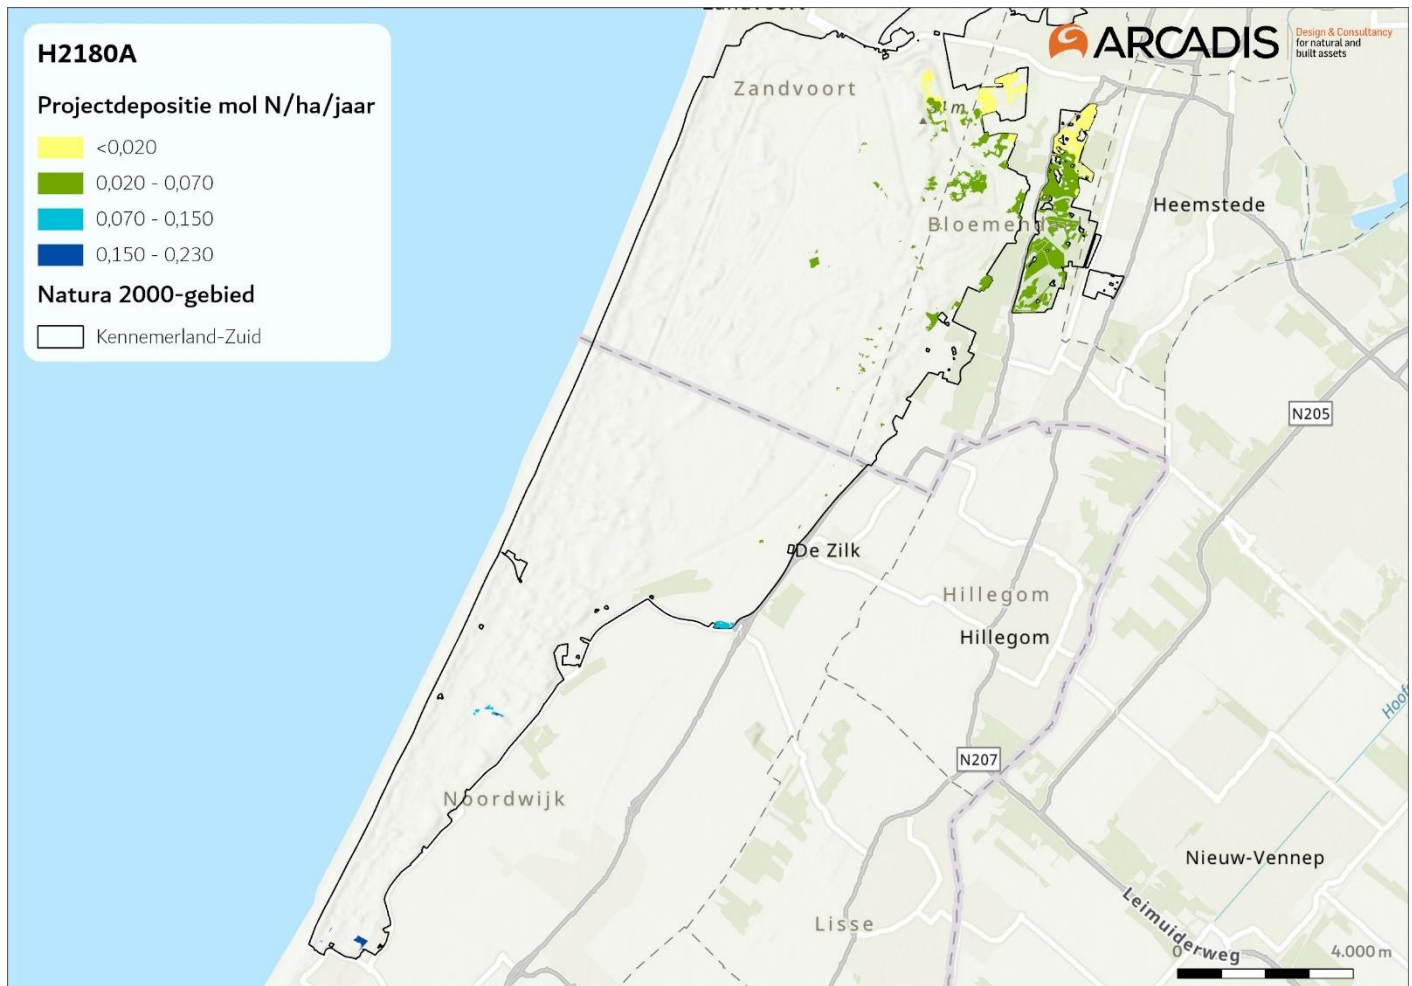 H2180A
Projectdepositie mol N/ha/jaar
<0,020
0,020 - 0,070
0,070 - 0,150
0,150 - 0,230
Natura 2000-gebied
Kennemerland-Zuid
ARCADIS
Design & Consultancy
for natural and
built assets
Zandvoort
Zandvoort
1 m
Heemstede
N205
De Zilk
Hillegom
Hillegom
N207
Noordwijk
Nieuw-Vennep
Lisse
Leimuiderweg
0
4.000 m